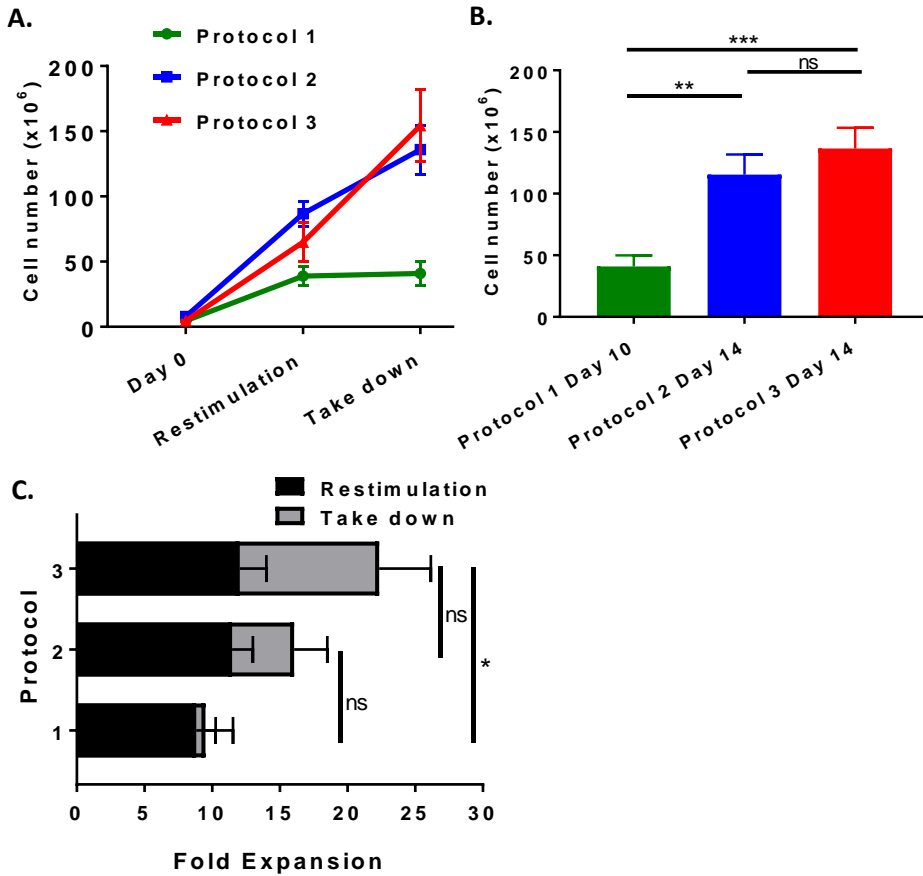 A.
Protocol 1
Protocol 2
Protocol 3
Cell number (x10⁶)
200
150
100
50
0
Day 0
Restimulation
Take down
B.
***
ns
**
Cell number (x10⁶)
200
150
100
50
0
Protocol 1 Day 10
Protocol 2 Day 14
Protocol 3 Day 14
C.
Restimulation
Take down
Protocol
3
2
1
ns
ns
*
0 5 10 15 20 25 30
Fold Expansion